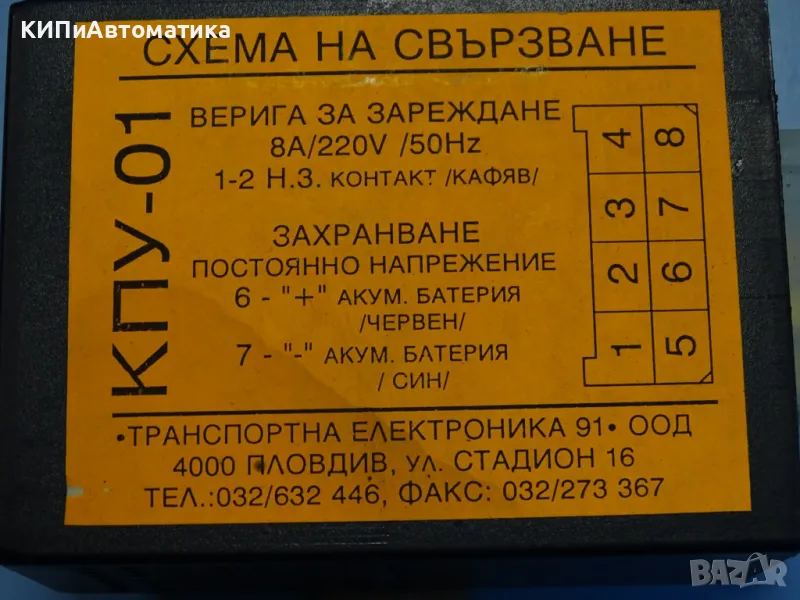 КИПиАвтоматика
СХЕМА НА СВЪРЗВАНЕ
КПУ-01
ВЕРИГА ЗА ЗАРЕЖДАНЕ
8A/220V /50Hz
1-2 Н.З. КОНТАКТ /КАФЯВ/
ЗАХРАНВАНЕ
ПОСТОЯННО НАПРЕЖЕНИЕ
6 - "+" АКУМ. БАТЕРИЯ
/ЧЕРВЕН/
7 - "-" АКУМ. БАТЕРИЯ
/ СИН/
4 8
3 7
2 6
1 5
•ТРАНСПОРТНА ЕЛЕКТРОНИКА 91• ООД
4000 ПЛОВДИВ, УЛ. СТАДИОН 16
ТЕЛ.:032/632 446, ФАКС: 032/273 367
BAZAR